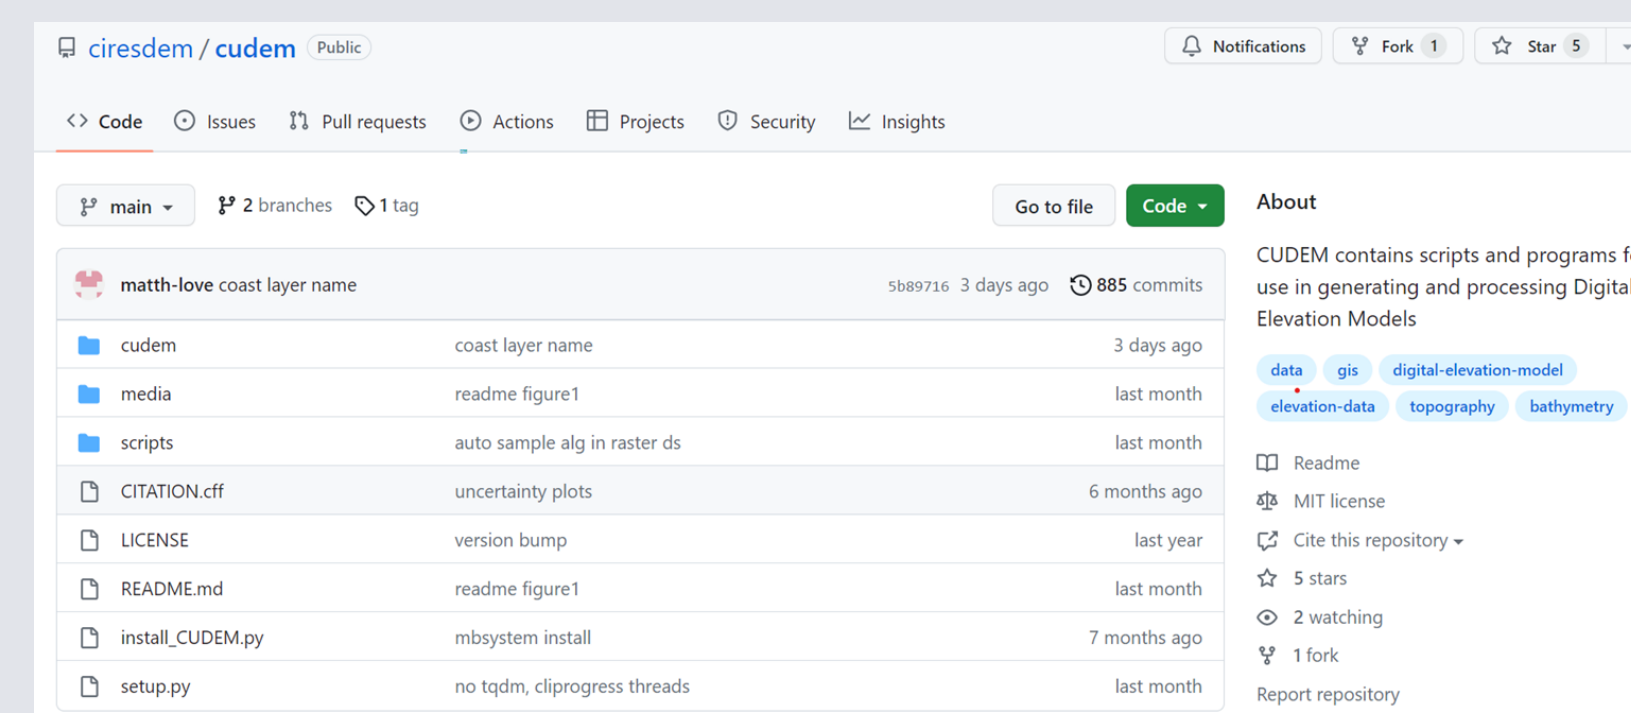 ciresdem / cudem Public Notifications Fork 1 Star 5
Code Issues Pull requests Actions Projects Security Insights
main 2 branches 1 tag Go to file Code
matth-love coast layer name 5b89716 3 days ago 885 commits
cudem coast layer name 3 days ago
media readme figure1 last month
scripts auto sample alg in raster ds last month
CITATION.cff uncertainty plots 6 months ago
LICENSE version bump last year
README.md readme figure1 last month
install_CUDEM.py mbsystem install 7 months ago
setup.py no tqdm, cliprogress threads last month
About
CUDEM contains scripts and programs
use in generating and processing Digital
Elevation Models
data gis digital-elevation-model
elevation-data topography bathymetry
Readme
MIT license
Cite this repository
5 stars
2 watching
1 fork
Report repository